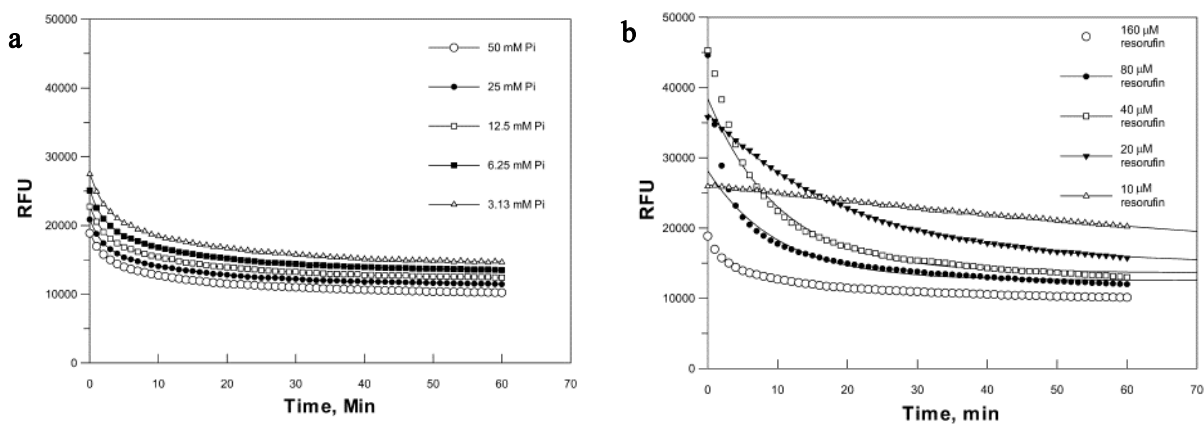 a
50000
40000
30000
20000
10000
0
RFU
0 10 20 30 40 50 60 70
Time, Min
50 mM Pi
25 mM Pi
12.5 mM Pi
6.25 mM Pi
3.13 mM Pi
b
50000
40000
30000
20000
10000
0
RFU
0 10 20 30 40 50 60 70
Time, min
160 μM
resorufin
80 μM
resorufin
40 μM
resorufin
20 μM
resorufin
10 μM
resorufin